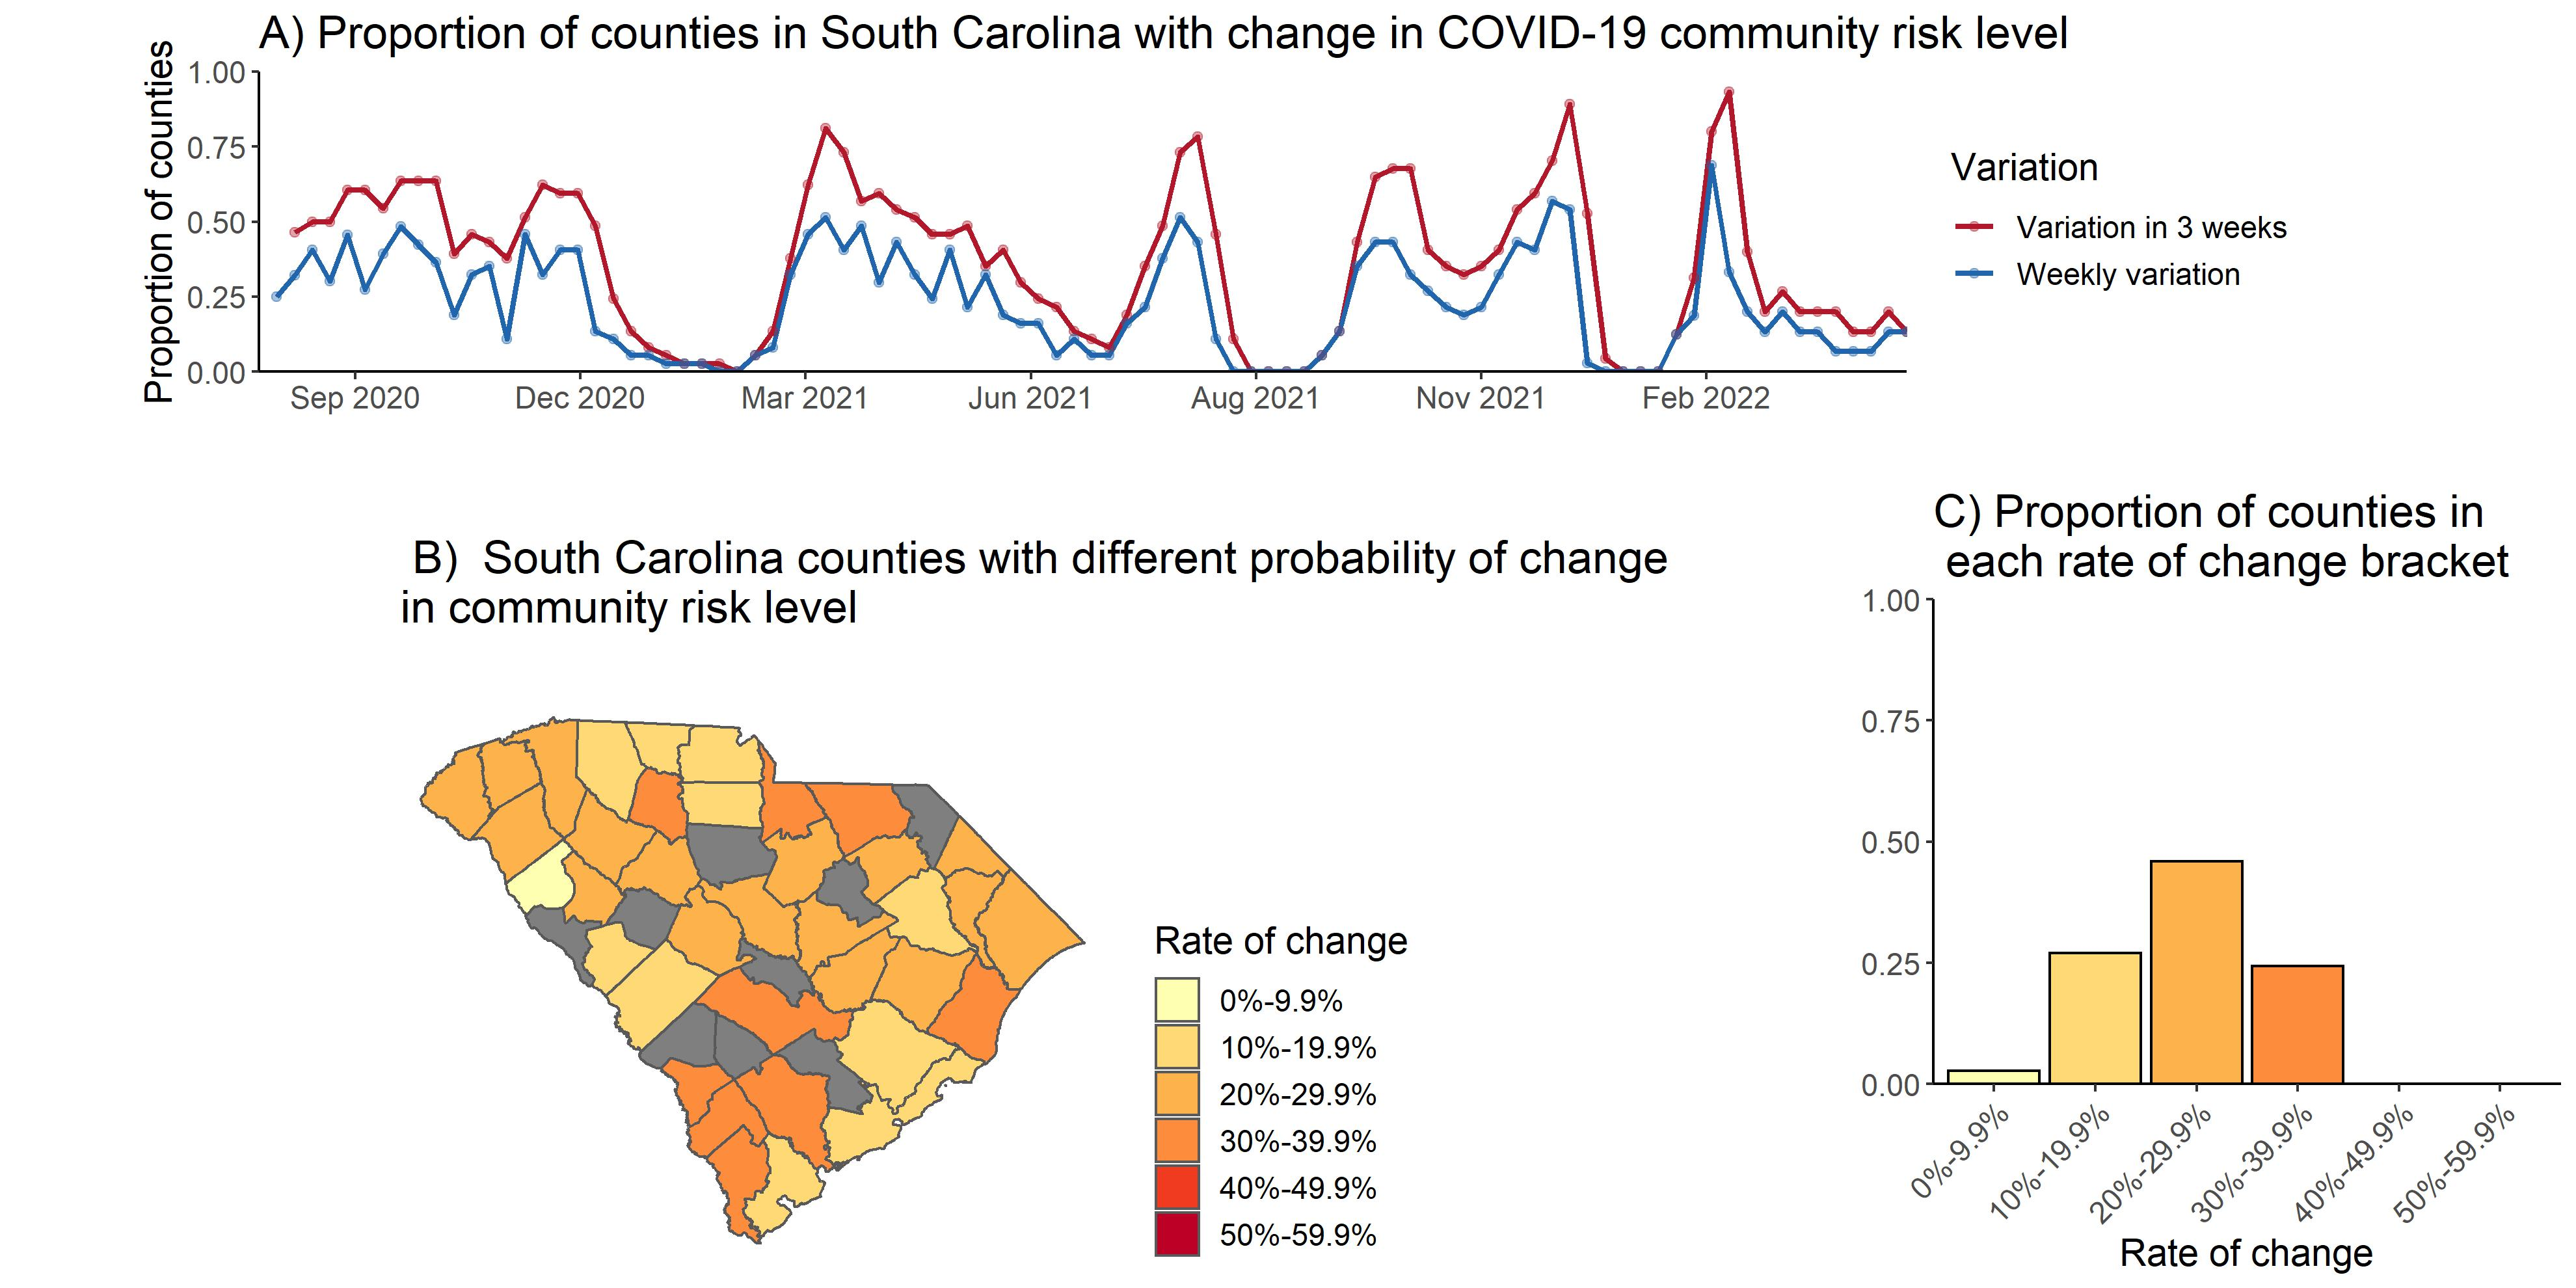 A) Proportion of counties in South Carolina with change in COVID-19 community risk level
Proportion of counties
1.00
0.75
0.50
0.25
0.00
Sep 2020
Dec 2020
Mar 2021
Jun 2021
Aug 2021
Nov 2021
Feb 2022
Variation
Variation in 3 weeks
Weekly variation
B) South Carolina counties with different probability of change
in community risk level
Rate of change
0%-9.9%
10%-19.9%
20%-29.9%
30%-39.9%
40%-49.9%
50%-59.9%
C) Proportion of counties in
each rate of change bracket
1.00
0.75
0.50
0.25
0.00
0%-9.9%
10%-19.9%
20%-29.9%
30%-39.9%
40%-49.9%
50%-59.9%
Rate of change